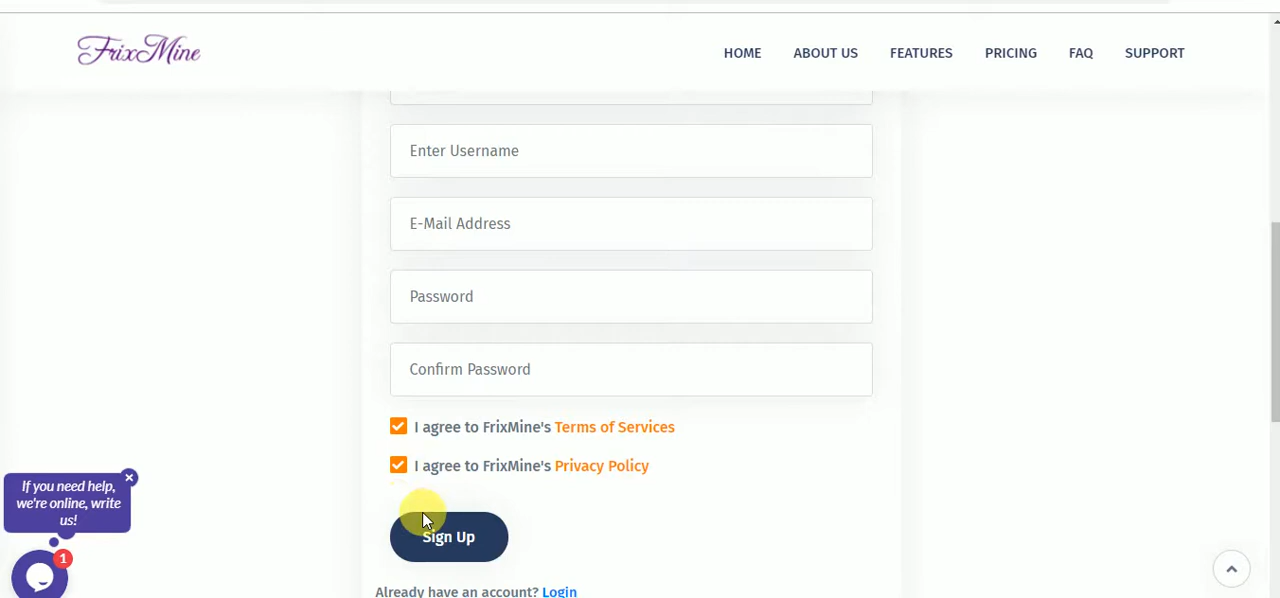 FrixMine
HOME ABOUT US FEATURES PRICING FAQ SUPPORT
Enter Username
E-Mail Address
Password
Confirm Password
I agree to FrixMine's Terms of Services
I agree to FrixMine's Privacy Policy
If you need help,
we're online, write
us!
1
Sign Up
Already have an account? Login